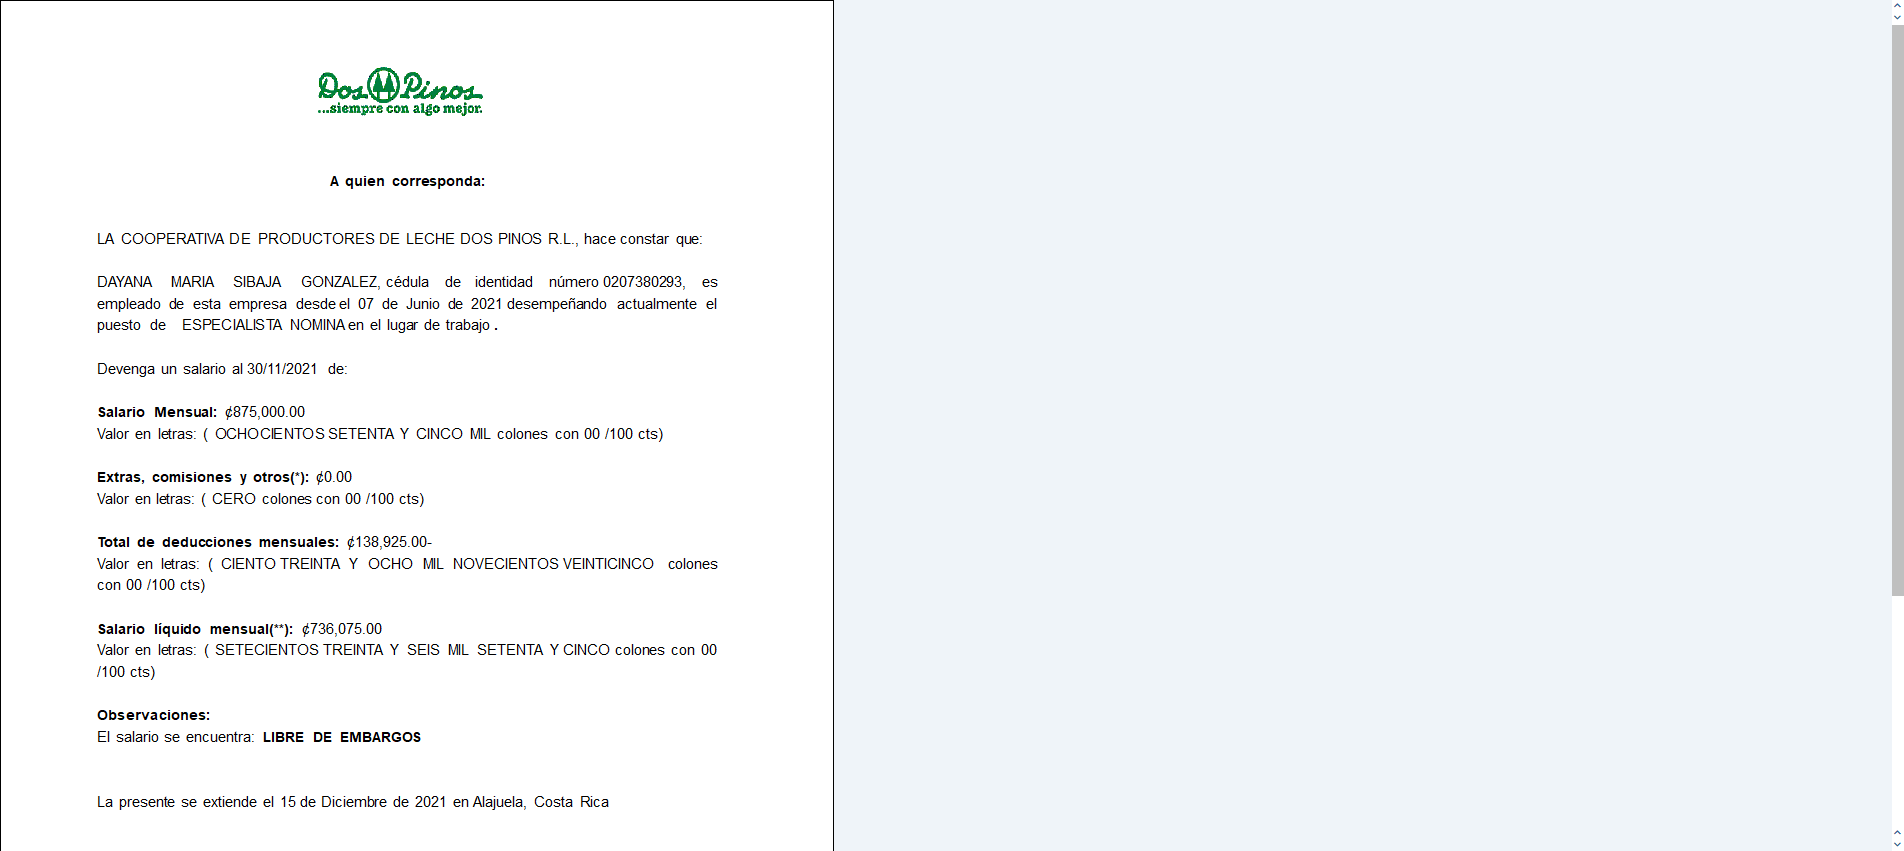 Dos Pinos
...siempre con algo mejor.
A quien corresponda:
LA COOPERATIVA DE PRODUCTORES DE LECHE DOS PINOS R.L., hace constar que:
DAYANA MARIA SIBAJA GONZALEZ, cédula de identidad número 0207380293, es
empleado de esta empresa desde el 07 de Junio de 2021 desempeñando actualmente el
puesto de ESPECIALISTA NOMINA en el lugar de trabajo .
Devenga un salario al 30/11/2021 de:
Salario Mensual: ¢875,000.00
Valor en letras: ( OCHOCIENTOS SETENTA Y CINCO MIL colones con 00 /100 cts)
Extras, comisiones y otros(*): ¢0.00
Valor en letras: ( CERO colones con 00 /100 cts)
Total de deducciones mensuales: ¢138,925.00-
Valor en letras: ( CIENTO TREINTA Y OCHO MIL NOVECIENTOS VEINTICINCO colones
con 00 /100 cts)
Salario líquido mensual(**): ¢736,075.00
Valor en letras: ( SETECIENTOS TREINTA Y SEIS MIL SETENTA Y CINCO colones con 00
/100 cts)
Observaciones:
El salario se encuentra: LIBRE DE EMBARGOS
La presente se extiende el 15 de Diciembre de 2021 en Alajuela, Costa Rica